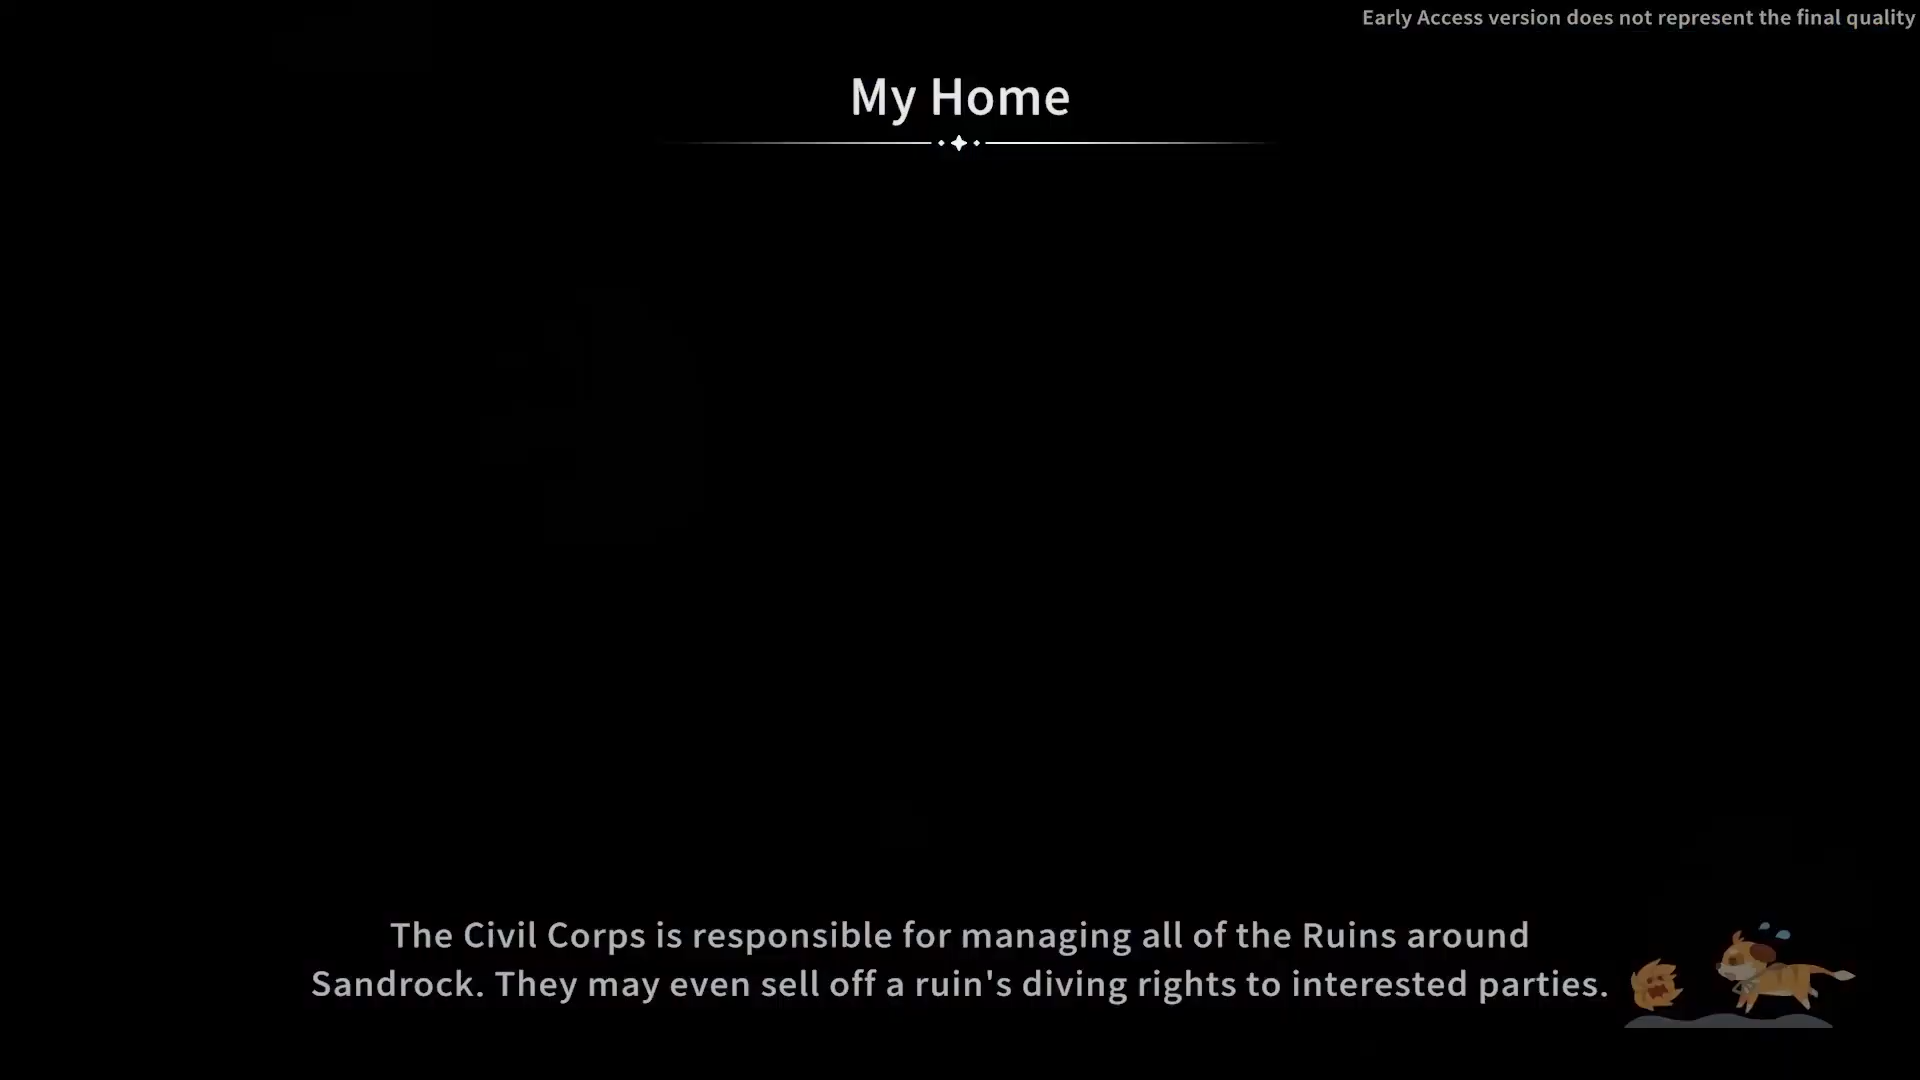 Early Access version does not represent the final quality
My Home
The Civil Corps is responsible for managing all of the Ruins around
Sandrock. They may even sell off a ruin's diving rights to interested parties.